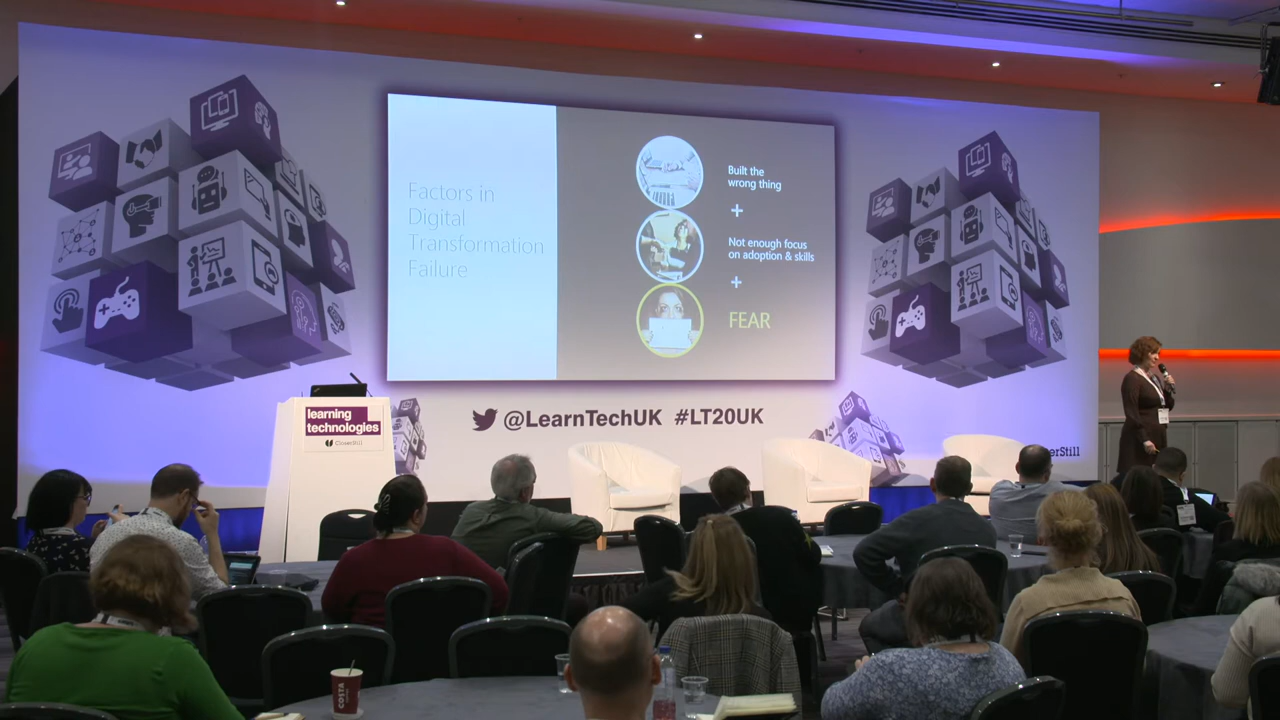 Factors in
Digital
Transformation
Failure
Built the
wrong thing
+
Not enough focus
on adoption & skills
+
FEAR
learning
technologies
CloserStill
@LearnTechUK #LT20UK
erStill
COSTA